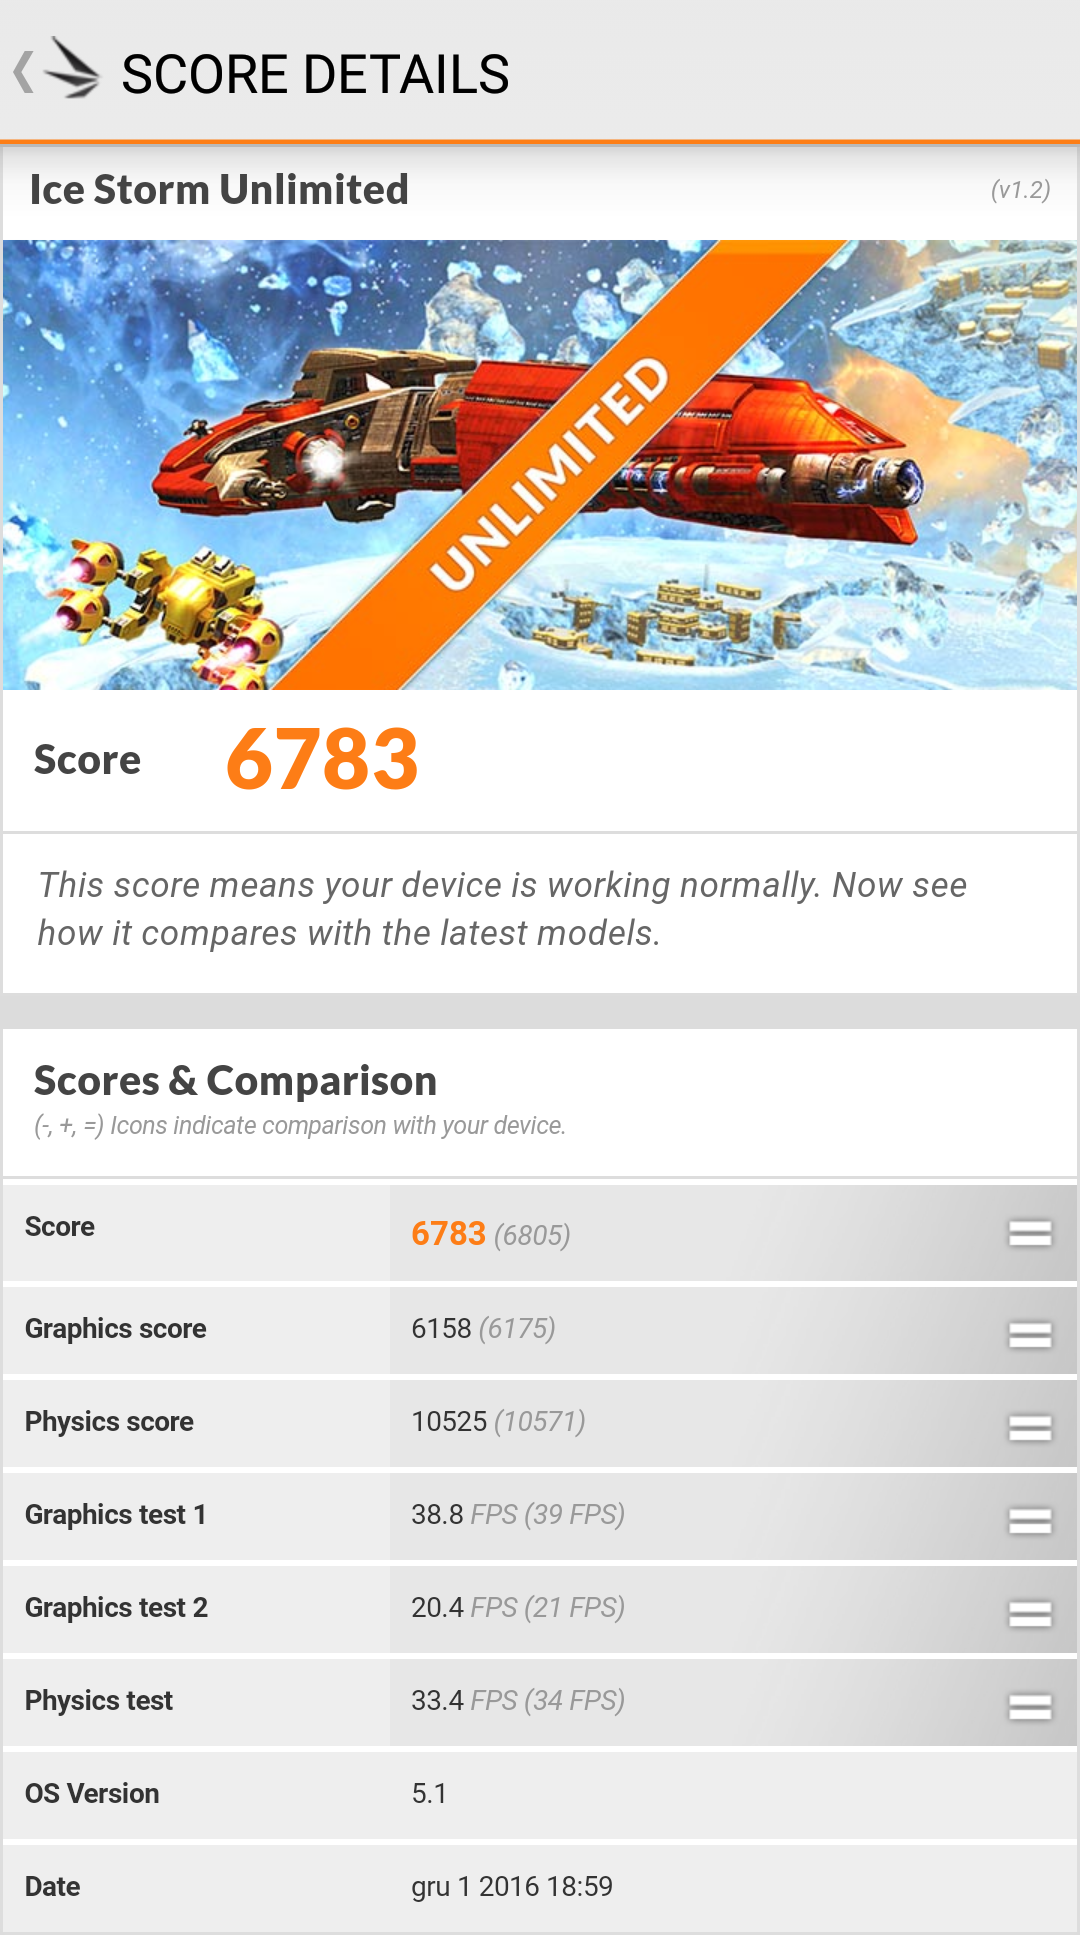 SCORE DETAILS
Ice Storm Unlimited (v1.2)
UNLIMITED
Score 6783
This score means your device is working normally. Now see
how it compares with the latest models.
Scores & Comparison
(-, +, =) Icons indicate comparison with your device.
Score 6783 (6805)
Graphics score 6158 (6175)
Physics score 10525 (10571)
Graphics test 1 38.8 FPS (39 FPS)
Graphics test 2 20.4 FPS (21 FPS)
Physics test 33.4 FPS (34 FPS)
OS Version 5.1
Date gru 1 2016 18:59